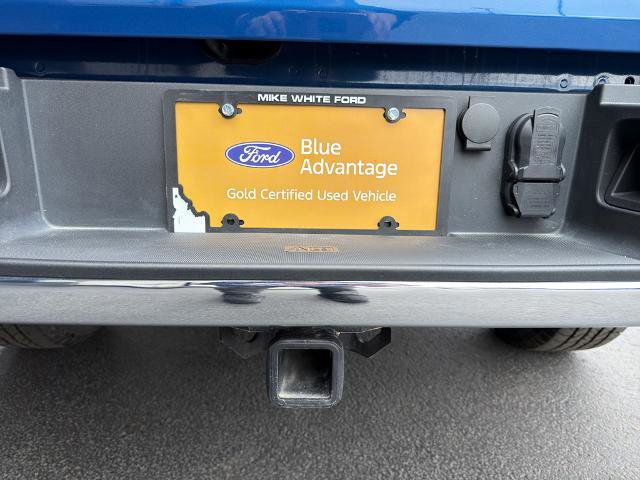 MIKE WHITE FORD
Ford
Blue
Advantage
Gold Certified Used Vehicle